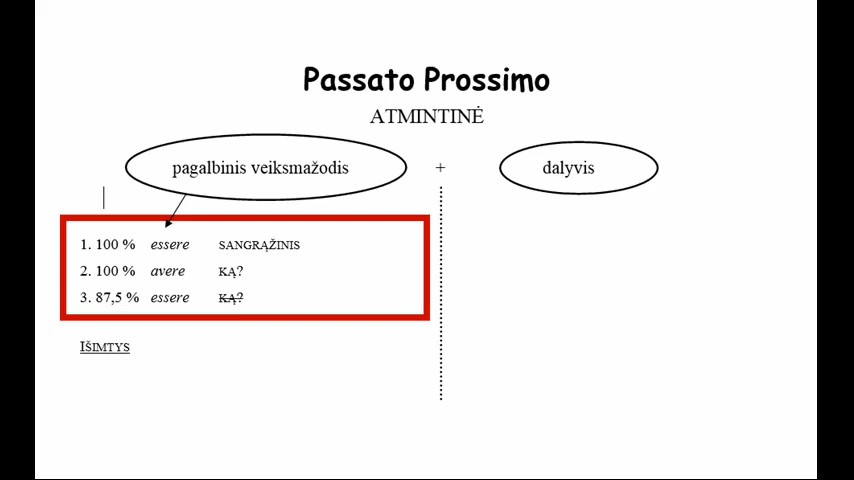 Passato Prossimo
ATMINTINĖ
pagalbinis veiksmažodis + dalyvis
1. 100 % essere SANGRĄŽINIS
2. 100 % avere KĄ?
3. 87,5 % essere KĄ?
IŠIMTYS